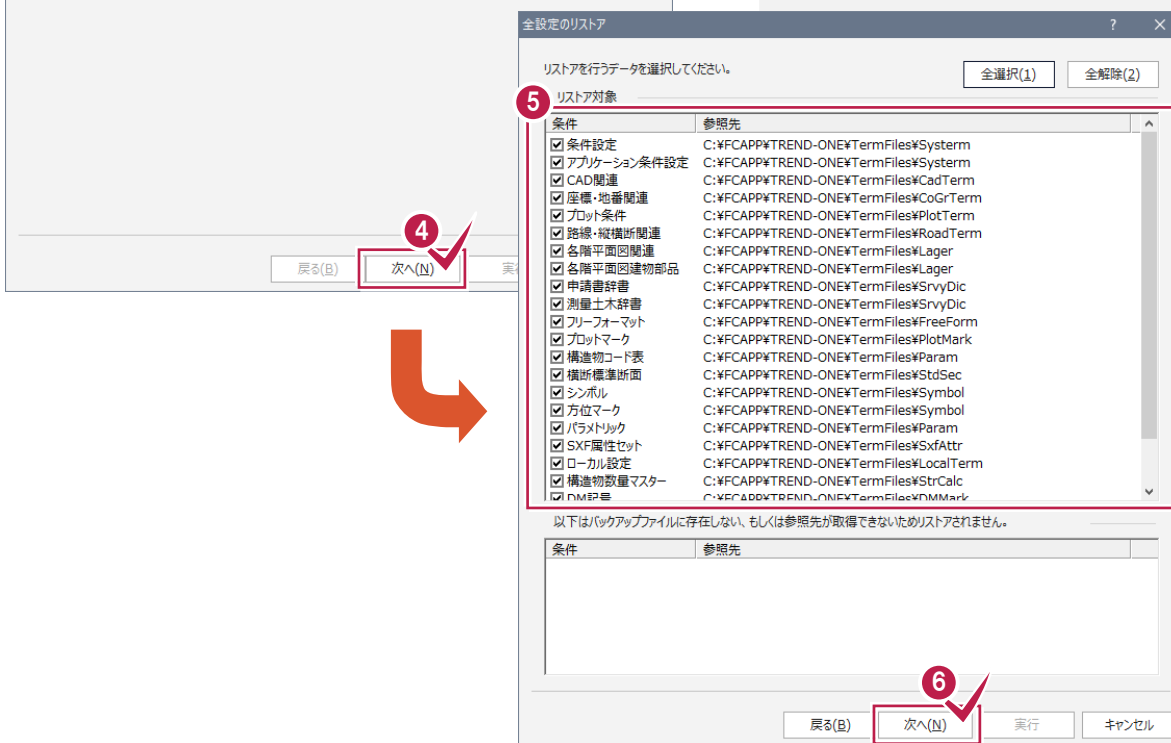 4
戻る(B) 次へ(N)
全設定のリストア ?
リストアを行うデータを選択してください。
全選択(1) 全解除(2)
5
リストア対象
条件 参照先
条件設定 C:¥FCAPP¥TREND-ONE¥TermFiles¥Systerm
アプリケーション条件設定 C:¥FCAPP¥TREND-ONE¥TermFiles¥Systerm
CAD関連 C:¥FCAPP¥TREND-ONE¥TermFiles¥CadTerm
座標・地番関連 C:¥FCAPP¥TREND-ONE¥TermFiles¥CoGrTerm
プロット条件 C:¥FCAPP¥TREND-ONE¥TermFiles¥PlotTerm
路線・縦横断関連 C:¥FCAPP¥TREND-ONE¥TermFiles¥RoadTerm
各階平面図関連 C:¥FCAPP¥TREND-ONE¥TermFiles¥Lager
各階平面図建物部品 C:¥FCAPP¥TREND-ONE¥TermFiles¥Lager
申請書辞書 C:¥FCAPP¥TREND-ONE¥TermFiles¥SrvyDic
測量土木辞書 C:¥FCAPP¥TREND-ONE¥TermFiles¥SrvyDic
フリーフォーマット C:¥FCAPP¥TREND-ONE¥TermFiles¥FreeForm
プロットマーク C:¥FCAPP¥TREND-ONE¥TermFiles¥PlotMark
構造物コード表 C:¥FCAPP¥TREND-ONE¥TermFiles¥Param
横断標準断面 C:¥FCAPP¥TREND-ONE¥TermFiles¥StdSec
シンボル C:¥FCAPP¥TREND-ONE¥TermFiles¥Symbol
方位マーク C:¥FCAPP¥TREND-ONE¥TermFiles¥Symbol
パラメトリック C:¥FCAPP¥TREND-ONE¥TermFiles¥Param
SXF属性セット C:¥FCAPP¥TREND-ONE¥TermFiles¥SxfAttr
ローカル設定 C:¥FCAPP¥TREND-ONE¥TermFiles¥LocalTerm
構造物数量マスター C:¥FCAPP¥TREND-ONE¥TermFiles¥StrCalc
DM記号 C:¥FCAPP¥TREND-ONE¥TermFiles¥DMMark
以下はバックアップファイルに存在しない、もしくは参照先が取得できないためリストアされません。
条件 参照先
6
戻る(B) 次へ(N) 実行 キャンセル